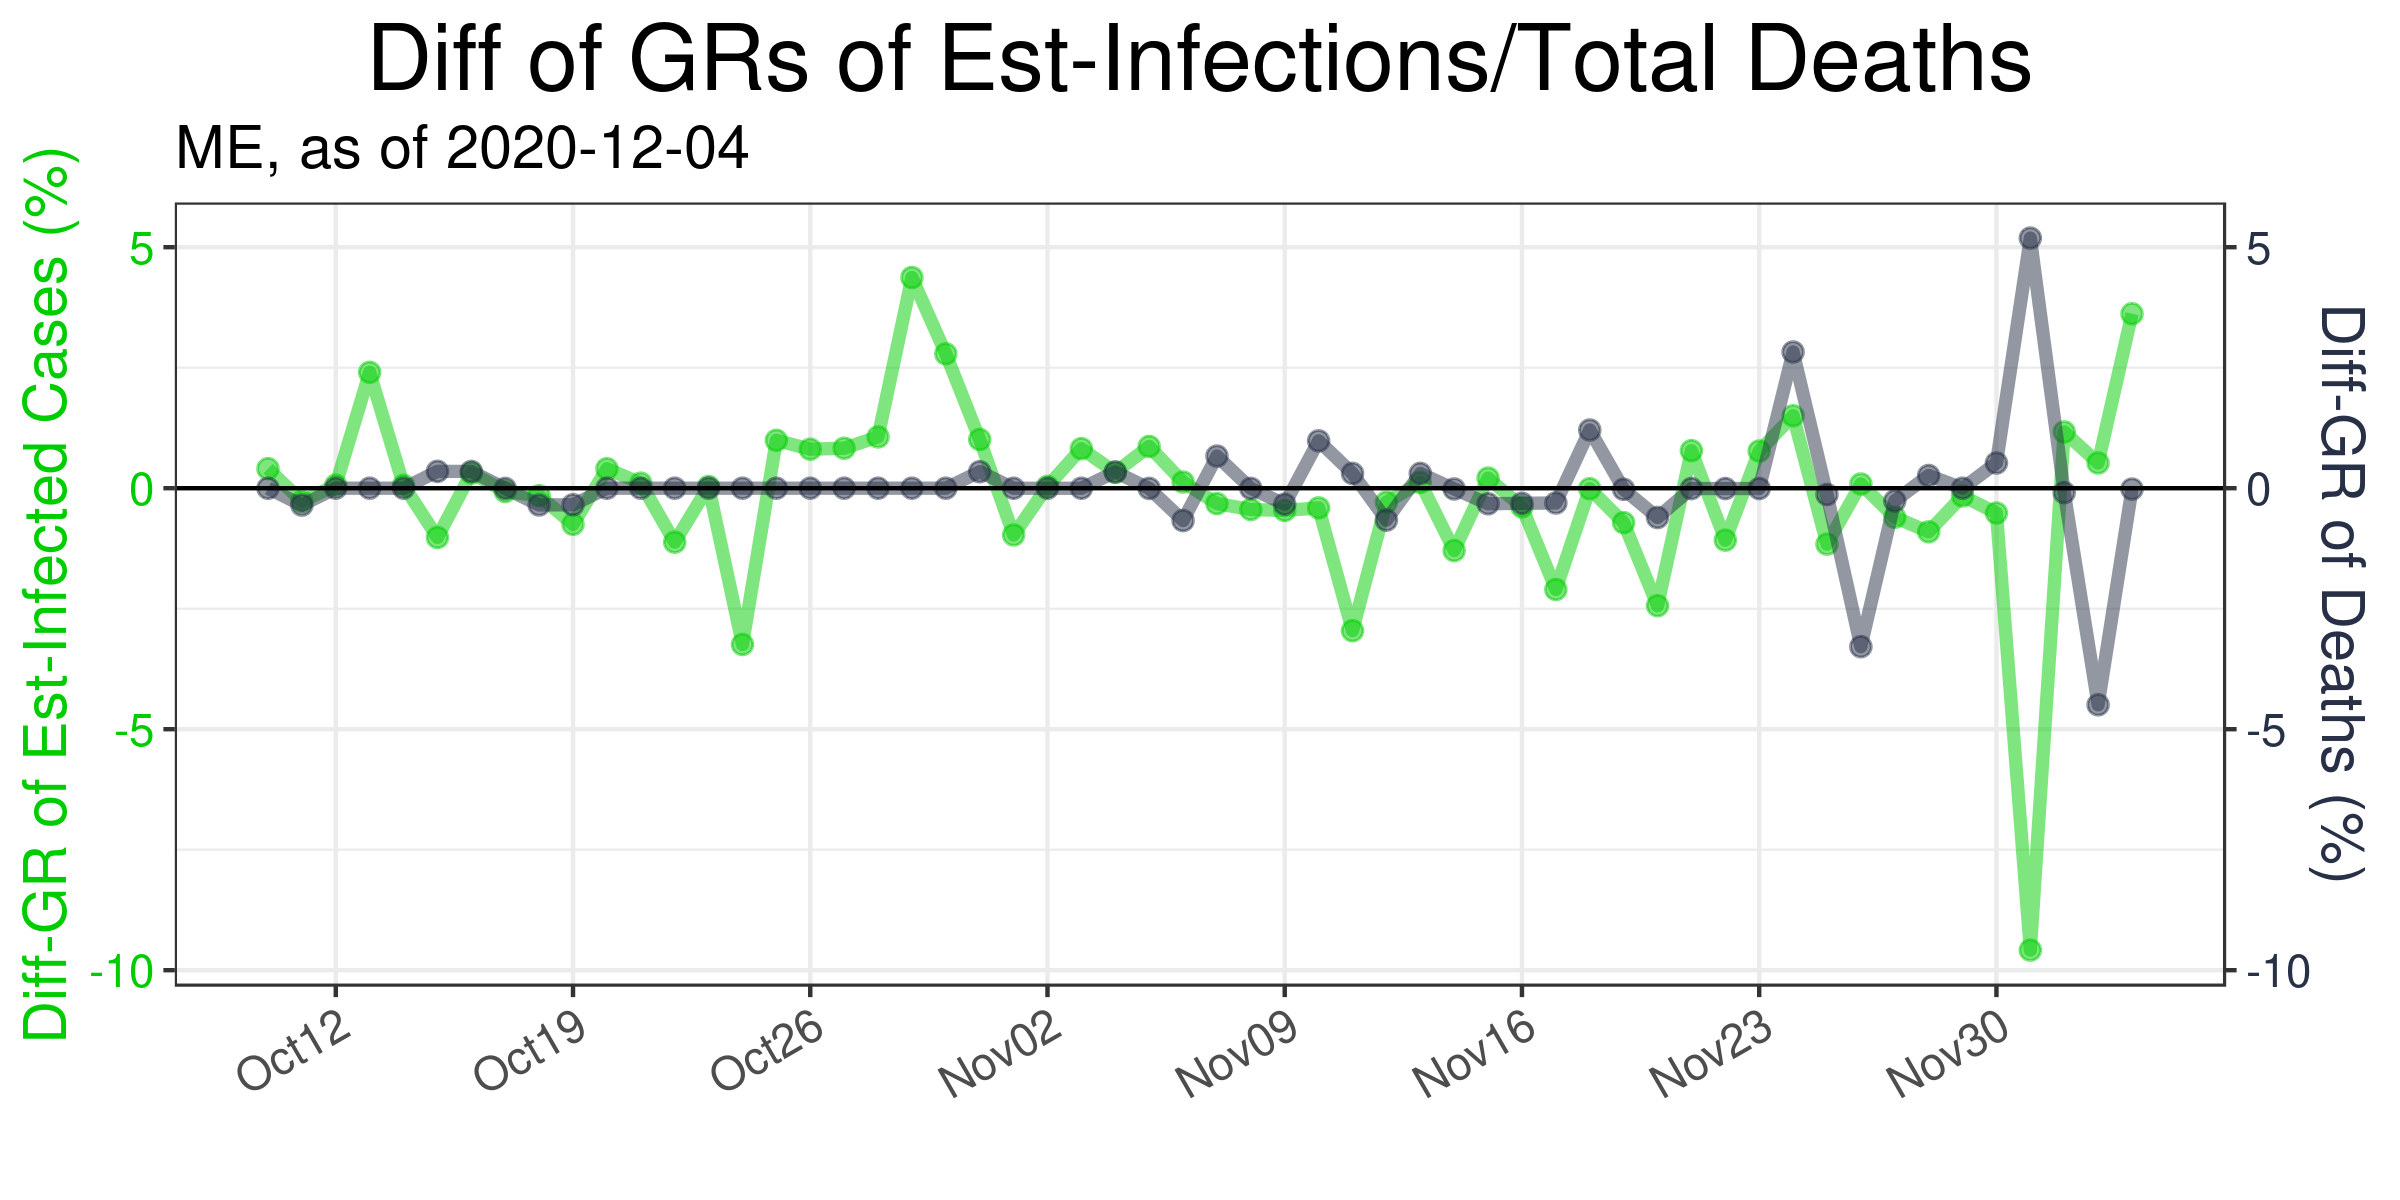 Diff of GRs of Est-Infections/Total Deaths
ME, as of 2020-12-04
Diff-GR of Est-Infected Cases (%)
5
0
-5
-10
5
0
-5
-10
Diff-GR of Deaths (%)
Oct12
Oct19
Oct26
Nov02
Nov09
Nov16
Nov23
Nov30